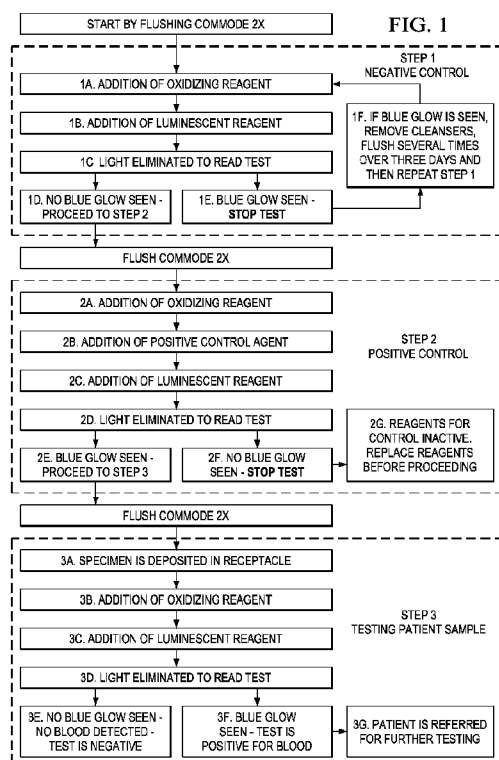 START BY FLUSHING COMMODE 2X
FIG. 1
STEP 1
NEGATIVE CONTROL
1A. ADDITION OF OXIDIZING REAGENT
1B. ADDITION OF LUMINESCENT REAGENT
1C. LIGHT ELIMINATED TO READ TEST
1D. NO BLUE GLOW SEEN -
PROCEED TO STEP 2
1E. BLUE GLOW SEEN -
STOP TEST
1F. IF BLUE GLOW IS SEEN,
REMOVE CLEANSERS,
FLUSH SEVERAL TIMES
OVER THREE DAYS AND
THEN REPEAT STEP 1
FLUSH COMMODE 2X
2A. ADDITION OF OXIDIZING REAGENT
2B. ADDITION OF POSITIVE CONTROL AGENT
STEP 2
POSITIVE CONTROL
2C. ADDITION OF LUMINESCENT REAGENT
2D. LIGHT ELIMINATED TO READ TEST
2E. BLUE GLOW SEEN -
PROCEED TO STEP 3
2F. NO BLUE GLOW
SEEN - STOP TEST
2G. REAGENTS FOR
CONTROL INACTIVE.
REPLACE REAGENTS
BEFORE PROCEEDING
FLUSH COMMODE 2X
3A. SPECIMEN IS DEPOSITED IN RECEPTACLE
3B. ADDITION OF OXIDIZING REAGENT
STEP 3
TESTING PATIENT SAMPLE
3C. ADDITION OF LUMINESCENT REAGENT
3D. LIGHT ELIMINATED TO READ TEST
3E. NO BLUE GLOW SEEN -
NO BLOOD DETECTED -
TEST IS NEGATIVE
3F. BLUE GLOW
SEEN - TEST IS
POSITIVE FOR BLOOD
3G. PATIENT IS REFERRED
FOR FURTHER TESTING